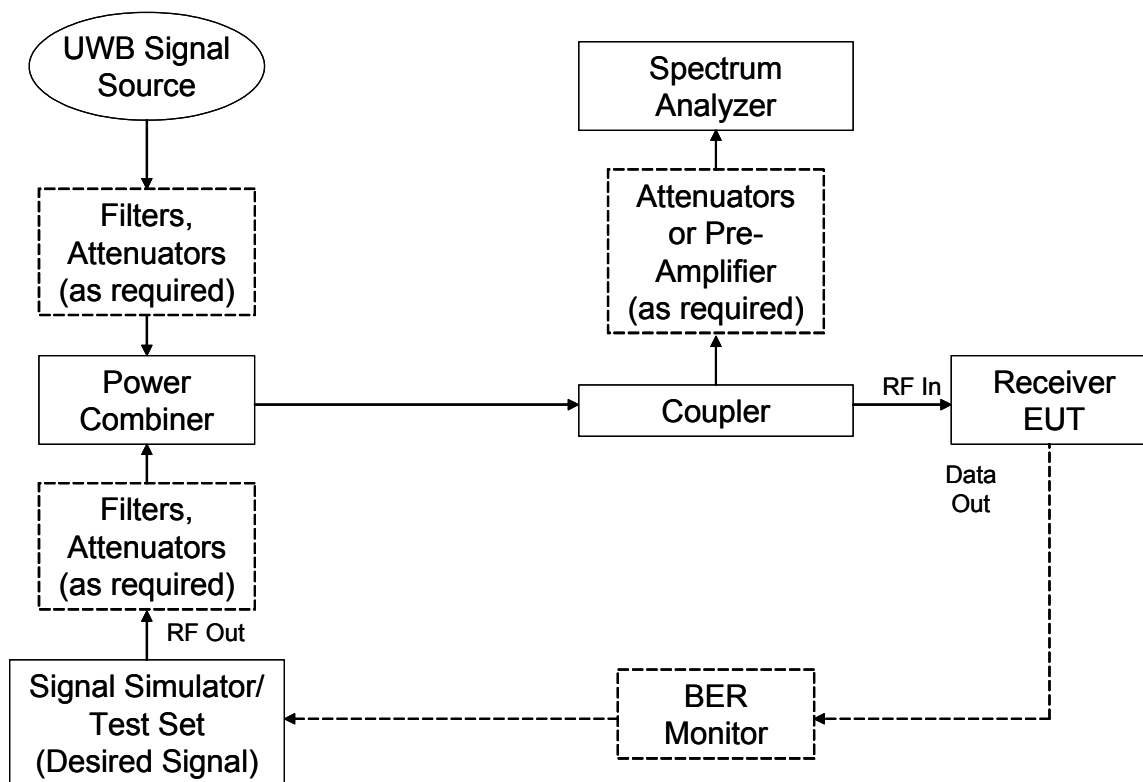 UWB Signal
Source
Spectrum
Analyzer
Filters,
Attenuators
(as required)
Attenuators
or Pre-
Amplifier
(as required)
Power
Combiner
Coupler
RF In
Receiver
EUT
Data
Out
Filters,
Attenuators
(as required)
RF Out
Signal Simulator/
Test Set
(Desired Signal)
BER
Monitor